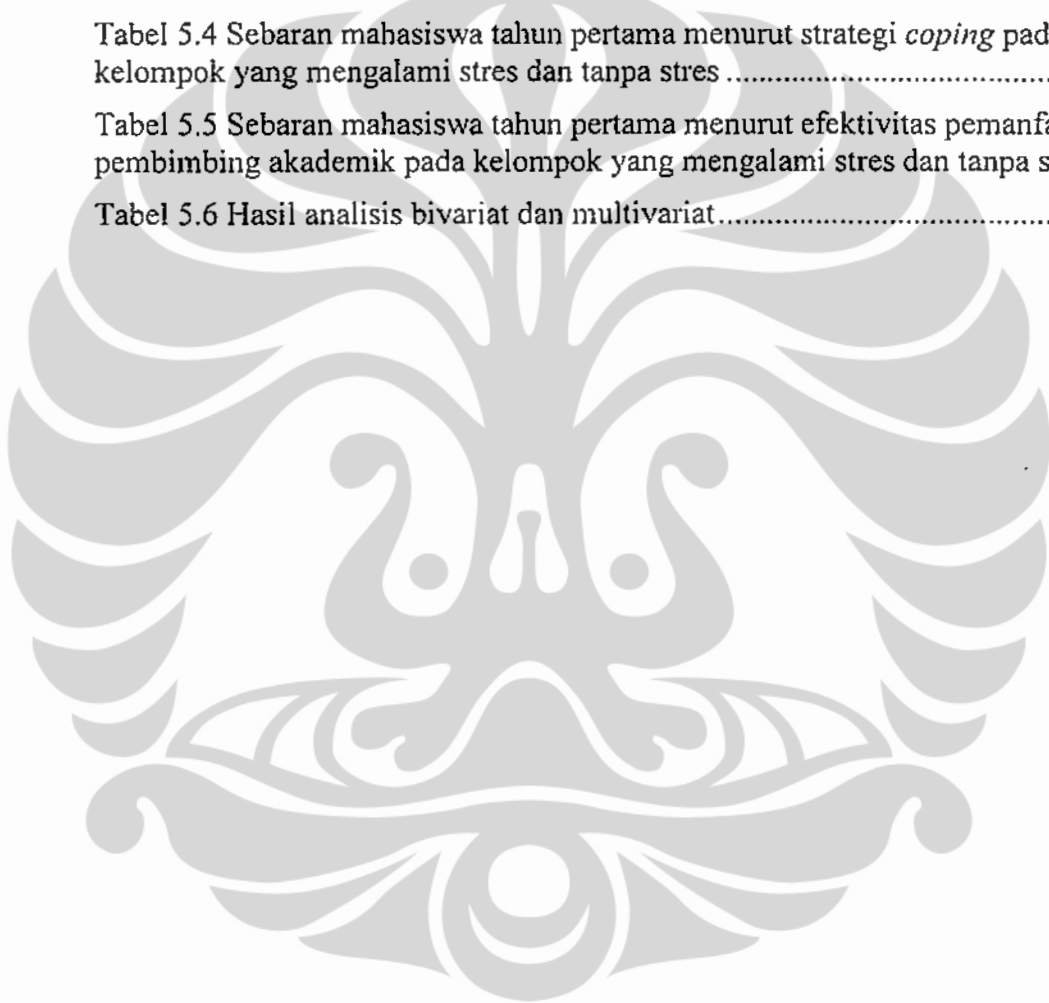 Tabel 5.4 Sebaran mahasiswa tahun pertama menurut strategi coping pad
kelompok yang mengalami stres dan tanpa stres ........................................
Tabel 5.5 Sebaran mahasiswa tahun pertama menurut efektivitas pemanfa
pembimbing akademik pada kelompok yang mengalami stres dan tanpa s
Tabel 5.6 Hasil analisis bivariat dan multivariat.........................................